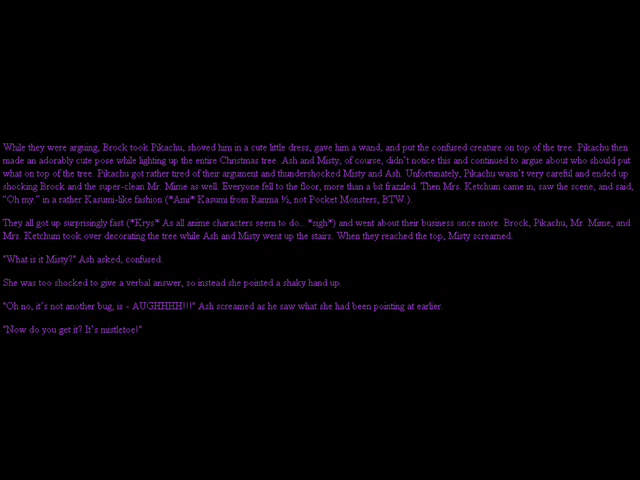 While they were arguing, Brock took Pikachu, shoved him in a cute little dress, gave him a wand, and put the confused creature on top of the tree. Pikachu then
made an adorably cute pose while lighting up the entire Christmas tree. Ash and Misty, of course, didn't notice this and continued to argue about who should put
what on top of the tree. Pikachu got rather tired of their argument and thundershocked Misty and Ash. Unfortunately, Pikachu wasn't very careful and ended up
shocking Brock and the super-clean Mr. Mime as well. Everyone fell to the floor, more than a bit frazzled. Then Mrs. Ketchum came in, saw the scene, and said,
"Oh my." in a rather Kasumi-like fashion (*Ami* Kasumi from Ranma ½, not Pocket Monsters, BTW.).
They all got up surprisingly fast (*Krys* As all anime characters seem to do... *sigh*) and went about their business once more. Brock, Pikachu, Mr. Mime, and
Mrs. Ketchum took over decorating the tree while Ash and Misty went up the stairs. When they reached the top, Misty screamed.
"What is it Misty?" Ash asked, confused.
She was too shocked to give a verbal answer, so instead she pointed a shaky hand up.
"Oh no, it's not another bug, is - AUGHHHH!!!" Ash screamed as he saw what she had been pointing at earlier.
"Now do you get it? It's mistletoe!"